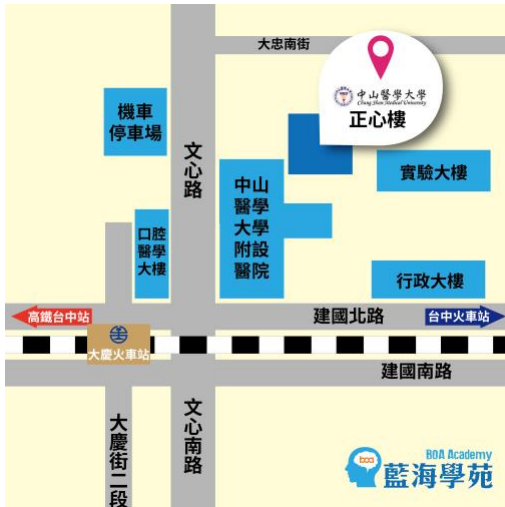 大忠南街
中山醫學大學
Chung Shan Medical University
正心樓
機車
停車場
文心路
中山
醫學
大學
附設
醫院
實驗大樓
口腔
醫學
大樓
行政大樓
高鐵台中站
建國北路
台中火車站
大慶火車站
建國南路
大慶街二段
文心南路
boa
BOA Academy
藍海學苑